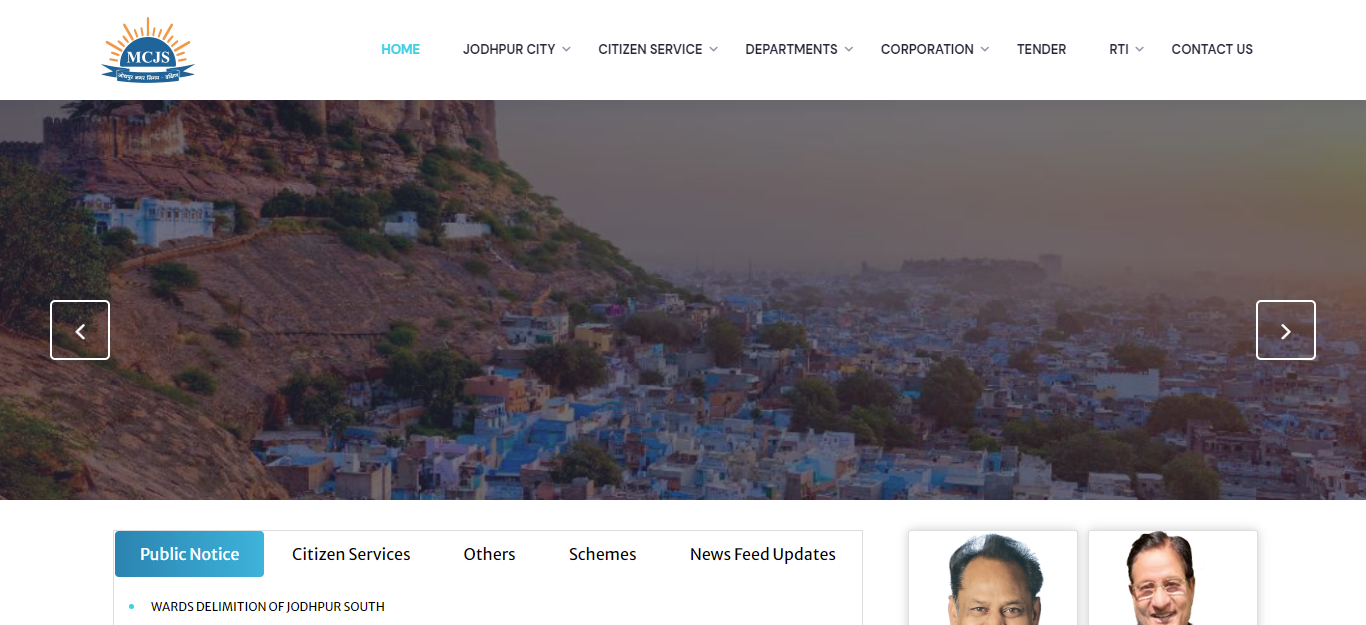 MCJS
जोधपुर नगर निगम - दक्षिण
HOME JODHPUR CITY CITIZEN SERVICE DEPARTMENTS CORPORATION TENDER RTI CONTACT US
Public Notice Citizen Services Others Schemes News Feed Updates
WARDS DELIMITION OF JODHPUR SOUTH